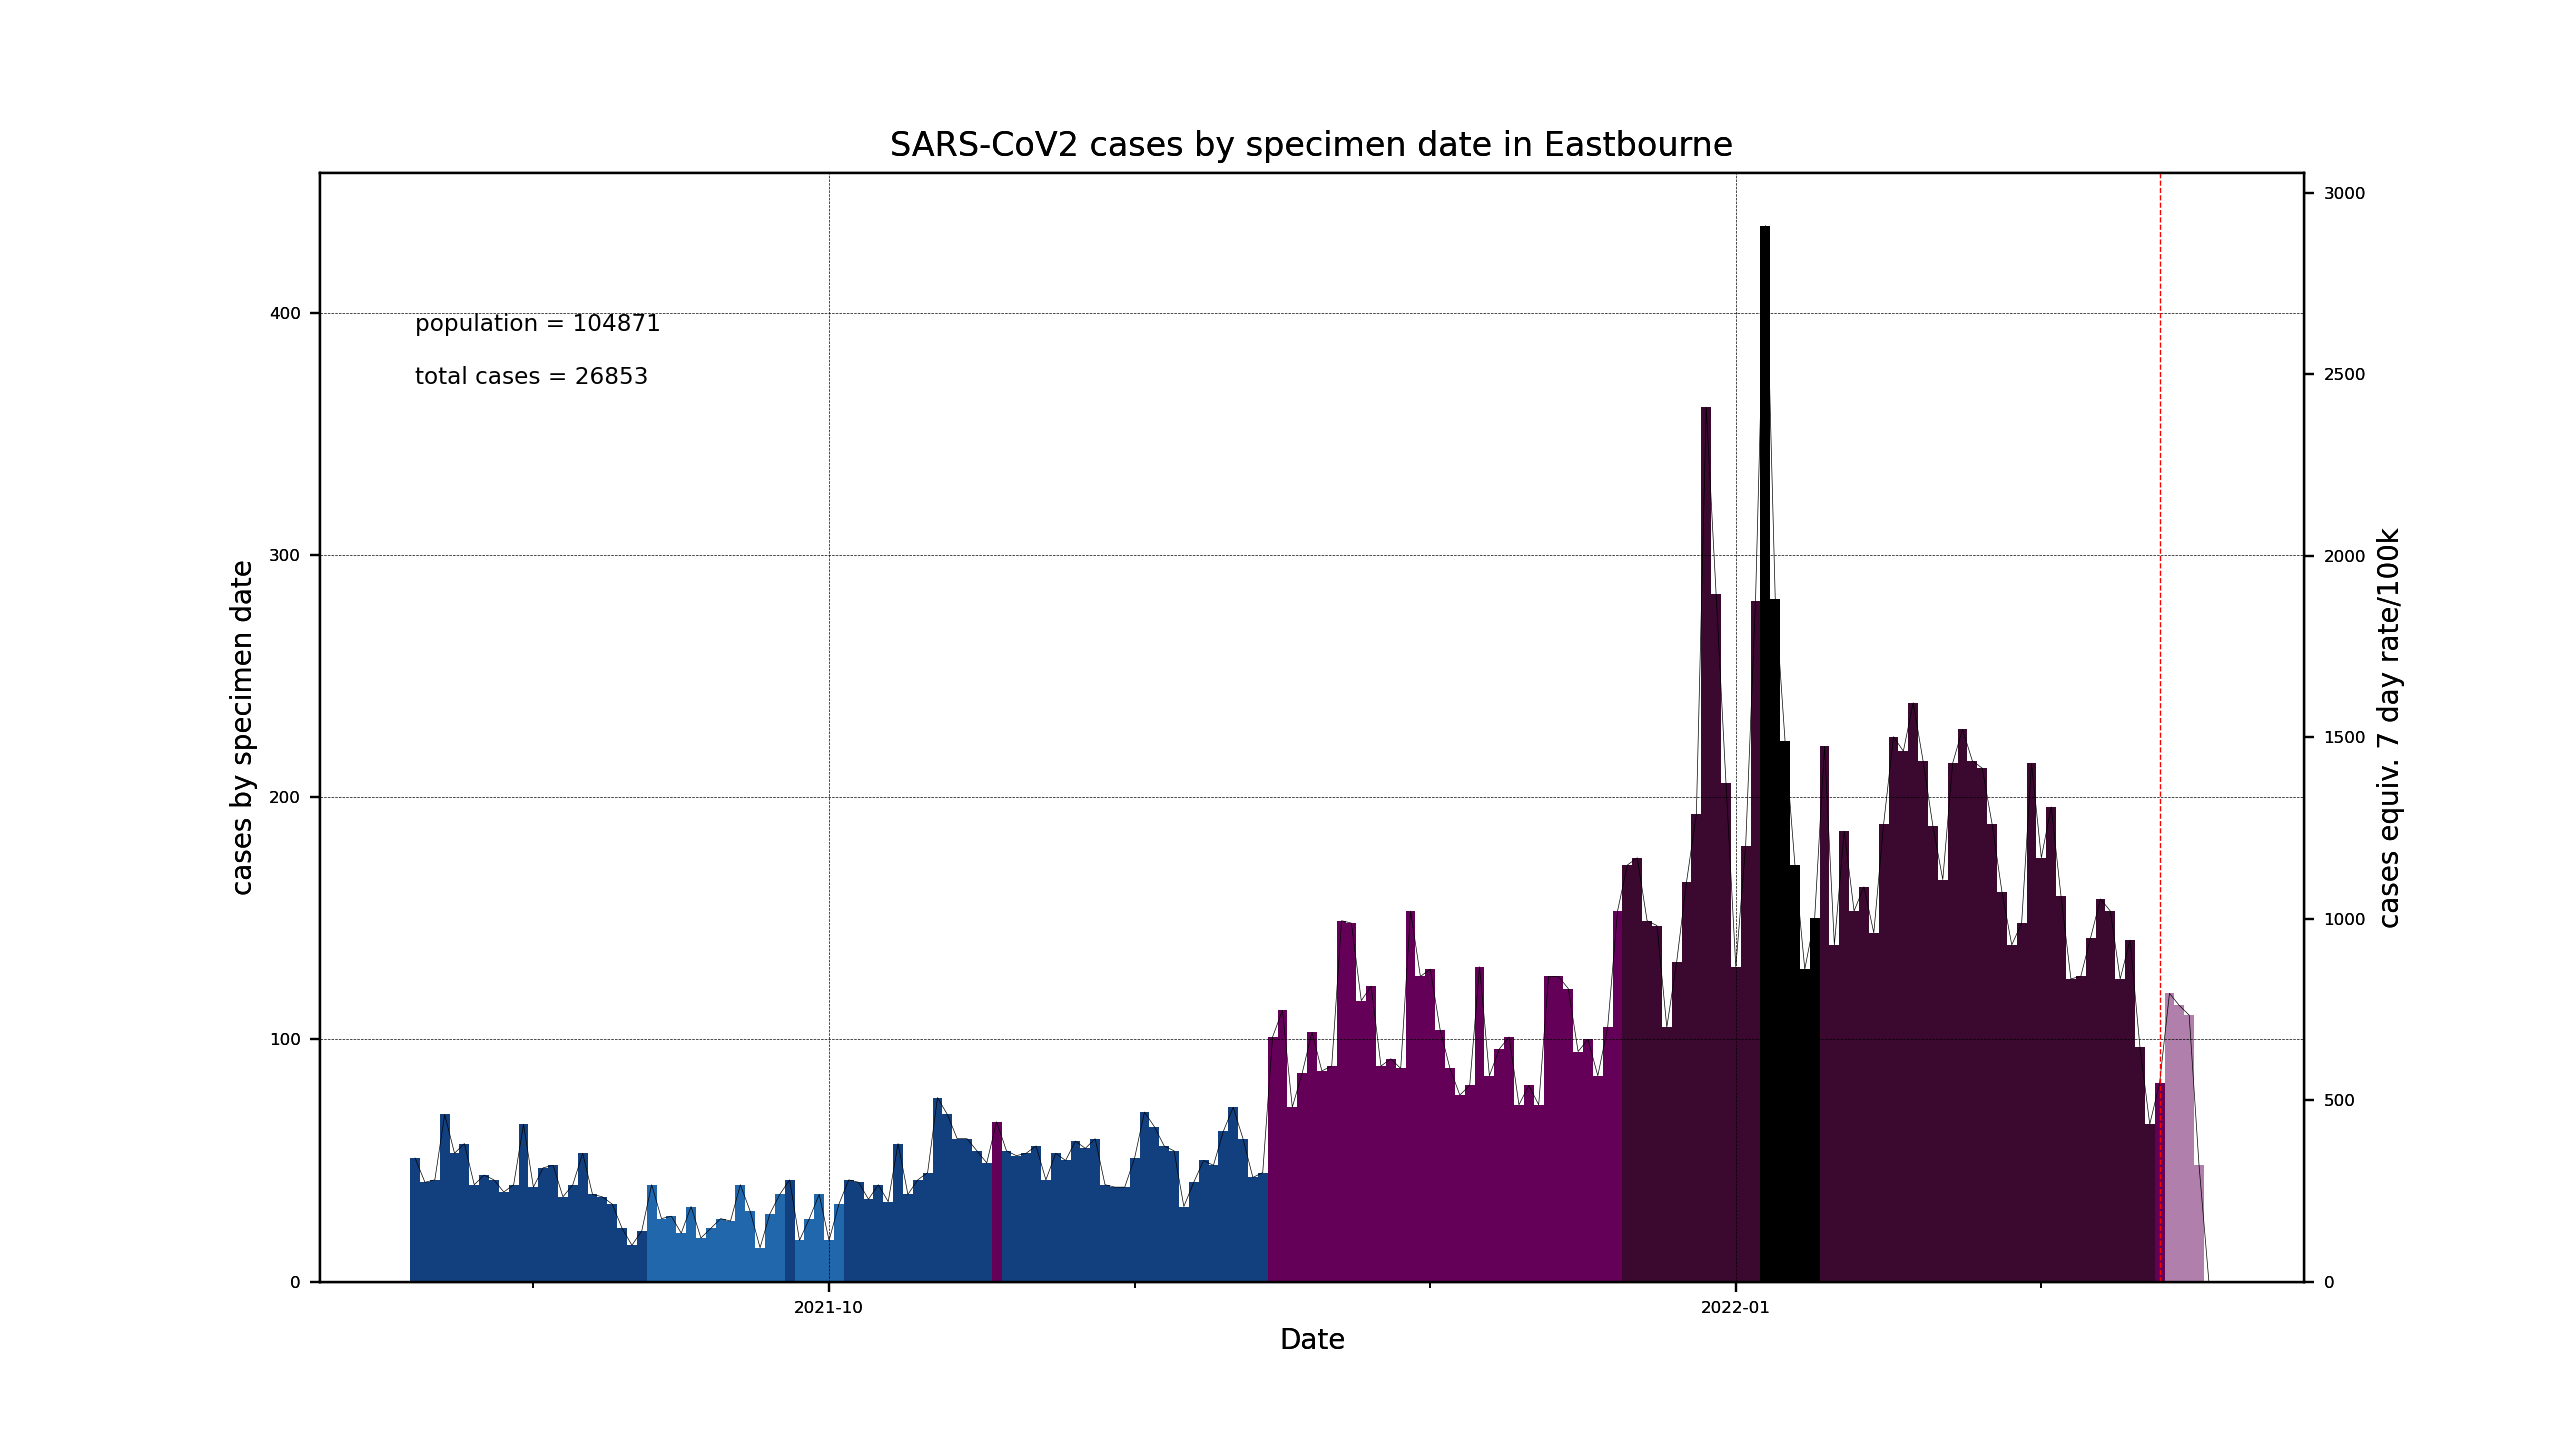 SARS-CoV2 cases by specimen date in Eastbourne
population = 104871
total cases = 26853
cases by specimen date
400
300
200
100
0
3000
2500
2000
1500
1000
500
0
cases equiv. 7 day rate/100k
2021-10
2022-01
Date